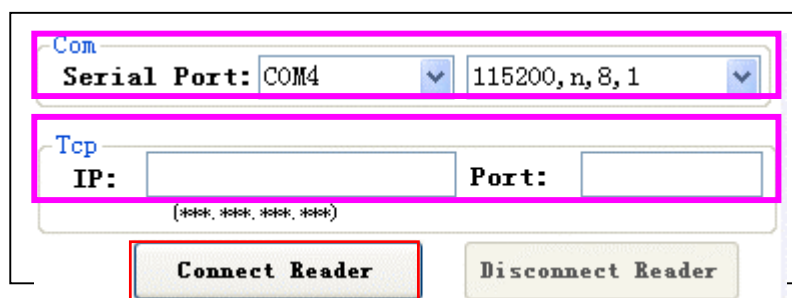 Com
Serial Port: COM4 115200,n,8,1
Tcp
IP: Port:
(***.***.***.***)
Connect Reader Disconnect Reader